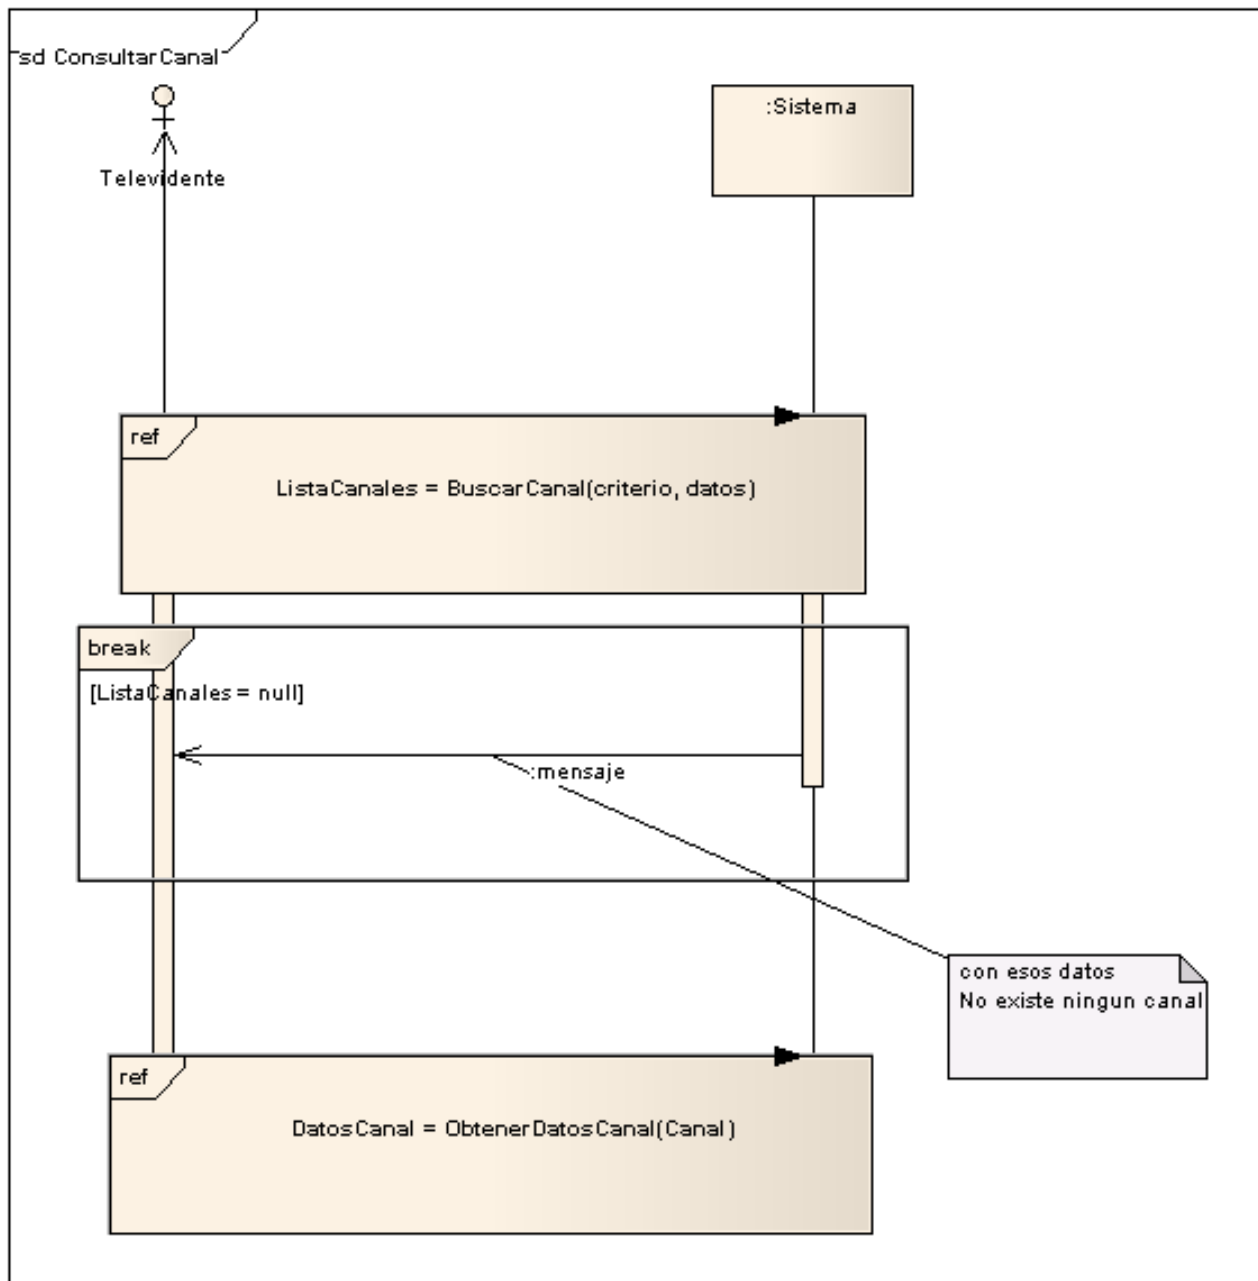 sd ConsultarCanal
Televidente
:Sistema
ref
ListaCanales = BuscarCanal(criterio, datos)
break
[ListaCanales = null]
:mensaje
con esos datos
No existe ningun canal
ref
DatosCanal = ObtenerDatosCanal(Canal)